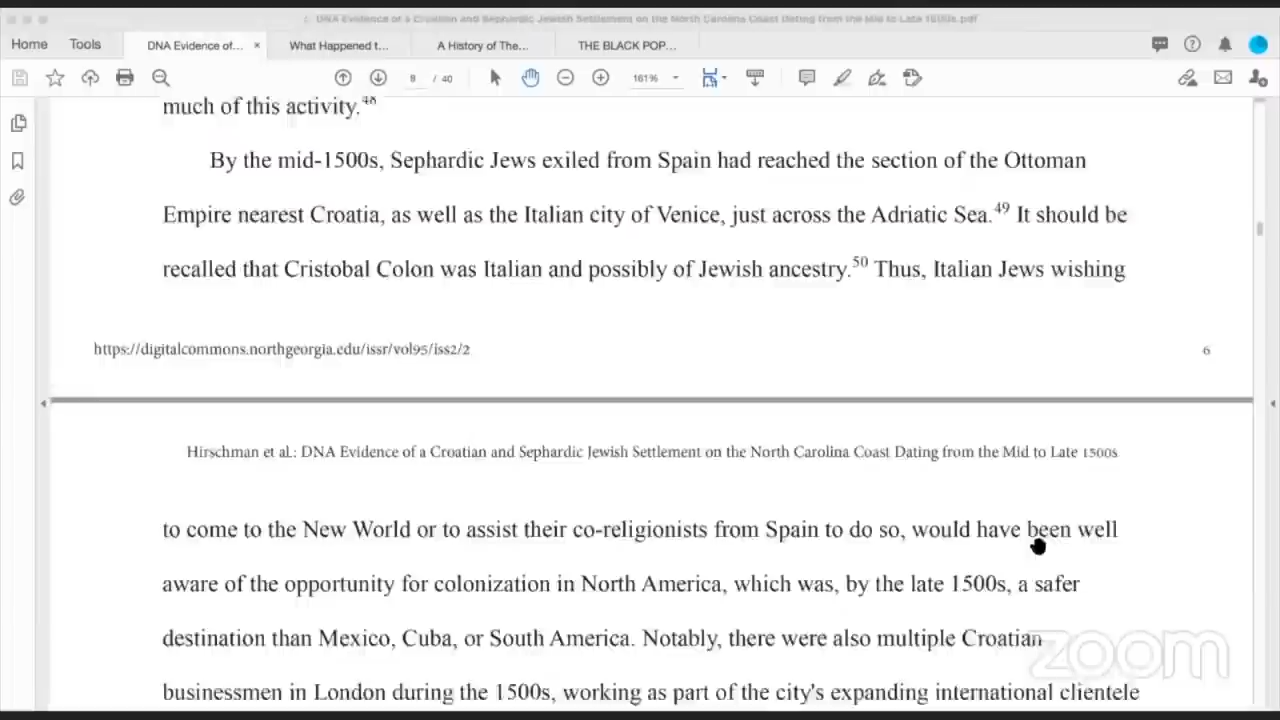 DNA Evidence of a Croatian and Sephardic Jewish Settlement on the North Carolina Coast Dating from the Mid to Late 1500s.pdf
Home Tools DNA Evidence of... × What Happened t... A History of The... THE BLACK POP...
8 / 40 161%
much of this activity.48
By the mid-1500s, Sephardic Jews exiled from Spain had reached the section of the Ottoman
Empire nearest Croatia, as well as the Italian city of Venice, just across the Adriatic Sea.49 It should be
recalled that Cristobal Colon was Italian and possibly of Jewish ancestry.50 Thus, Italian Jews wishing
https://digitalcommons.northgeorgia.edu/issr/vol95/iss2/2 6
Hirschman et al.: DNA Evidence of a Croatian and Sephardic Jewish Settlement on the North Carolina Coast Dating from the Mid to Late 1500s
to come to the New World or to assist their co-religionists from Spain to do so, would have been well
aware of the opportunity for colonization in North America, which was, by the late 1500s, a safer
destination than Mexico, Cuba, or South America. Notably, there were also multiple Croatian
zoom
businessmen in London during the 1500s, working as part of the city's expanding international clientele